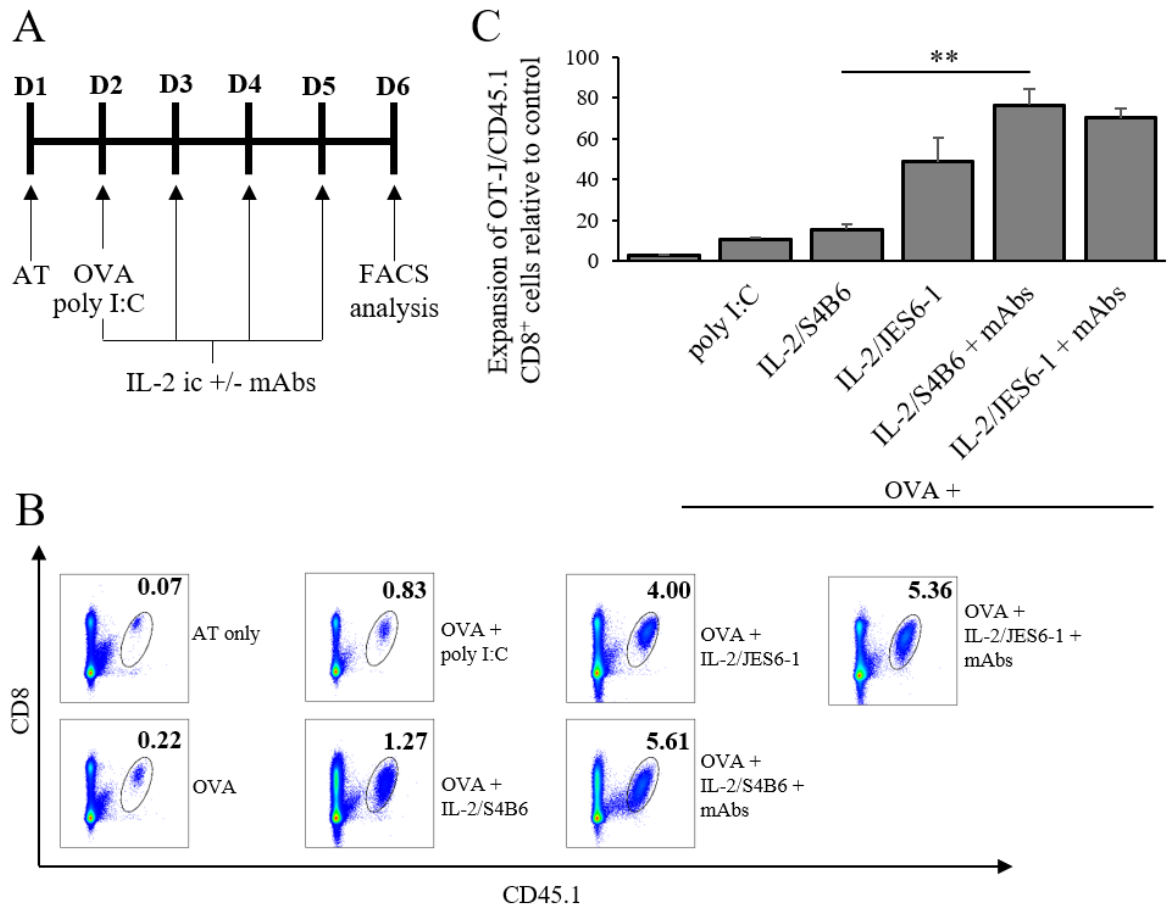 A
D1 D2 D3 D4 D5 D6
AT
OVA
poly I:C
FACS
analysis
IL-2 ic +/- mAbs
C
Expansion of OT-I/CD45.1
CD8⁺ cells relative to control
100
80
60
40
20
0
**
poly I:C
IL-2/S4B6
IL-2/JES6-1
IL-2/S4B6 + mAbs
IL-2/JES6-1 + mAbs
OVA +
B
CD8
0.07
AT only
0.83
OVA +
poly I:C
4.00
OVA +
IL-2/JES6-1
5.36
OVA +
IL-2/JES6-1 +
mAbs
0.22
OVA
1.27
OVA +
IL-2/S4B6
5.61
OVA +
IL-2/S4B6 +
mAbs
CD45.1